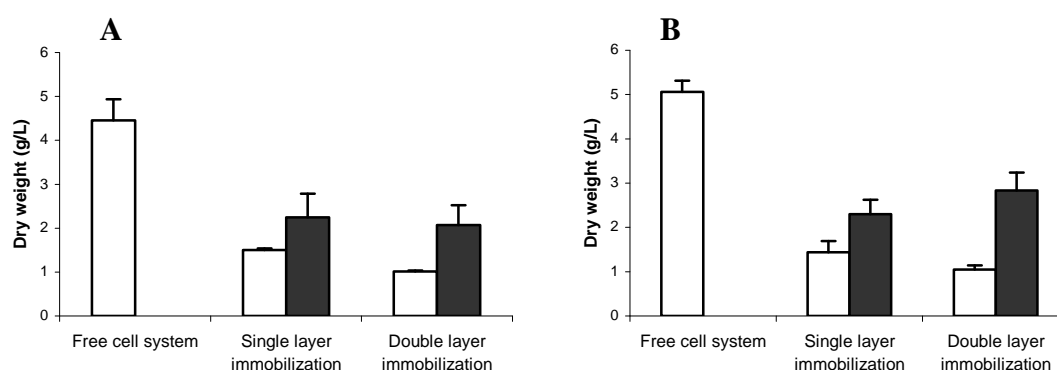 A
Dry weight (g/L)
6
5
4
3
2
1
0
Free cell system
Single layer
immobilization
Double layer
immobilization
B
Dry weight (g/L)
6
5
4
3
2
1
0
Free cell system
Single layer
immobilization
Double layer
immobilization